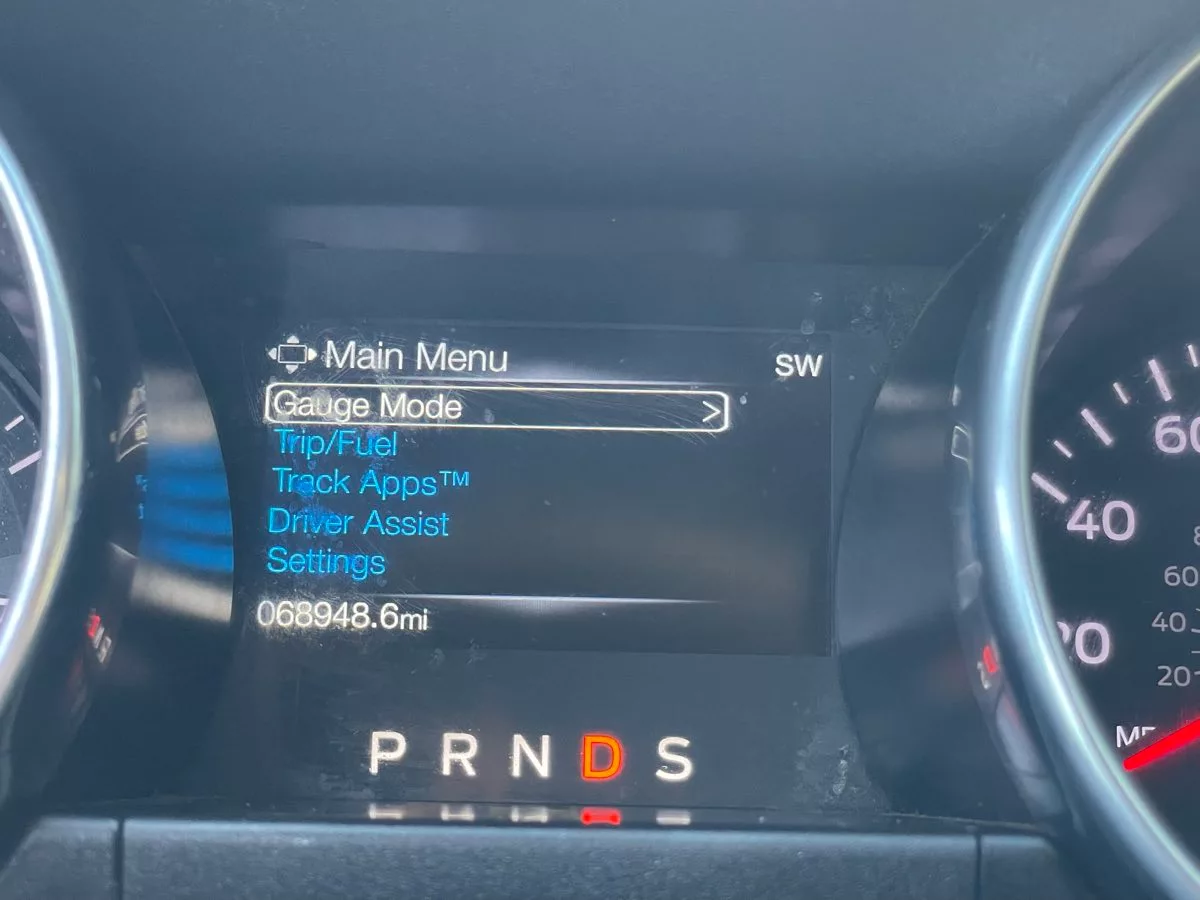 Main Menu SW
Gauge Mode >
Trip/Fuel
Track Apps™
Driver Assist
Settings
068948.6mi
P R N D S
60
40
20
60
40
20